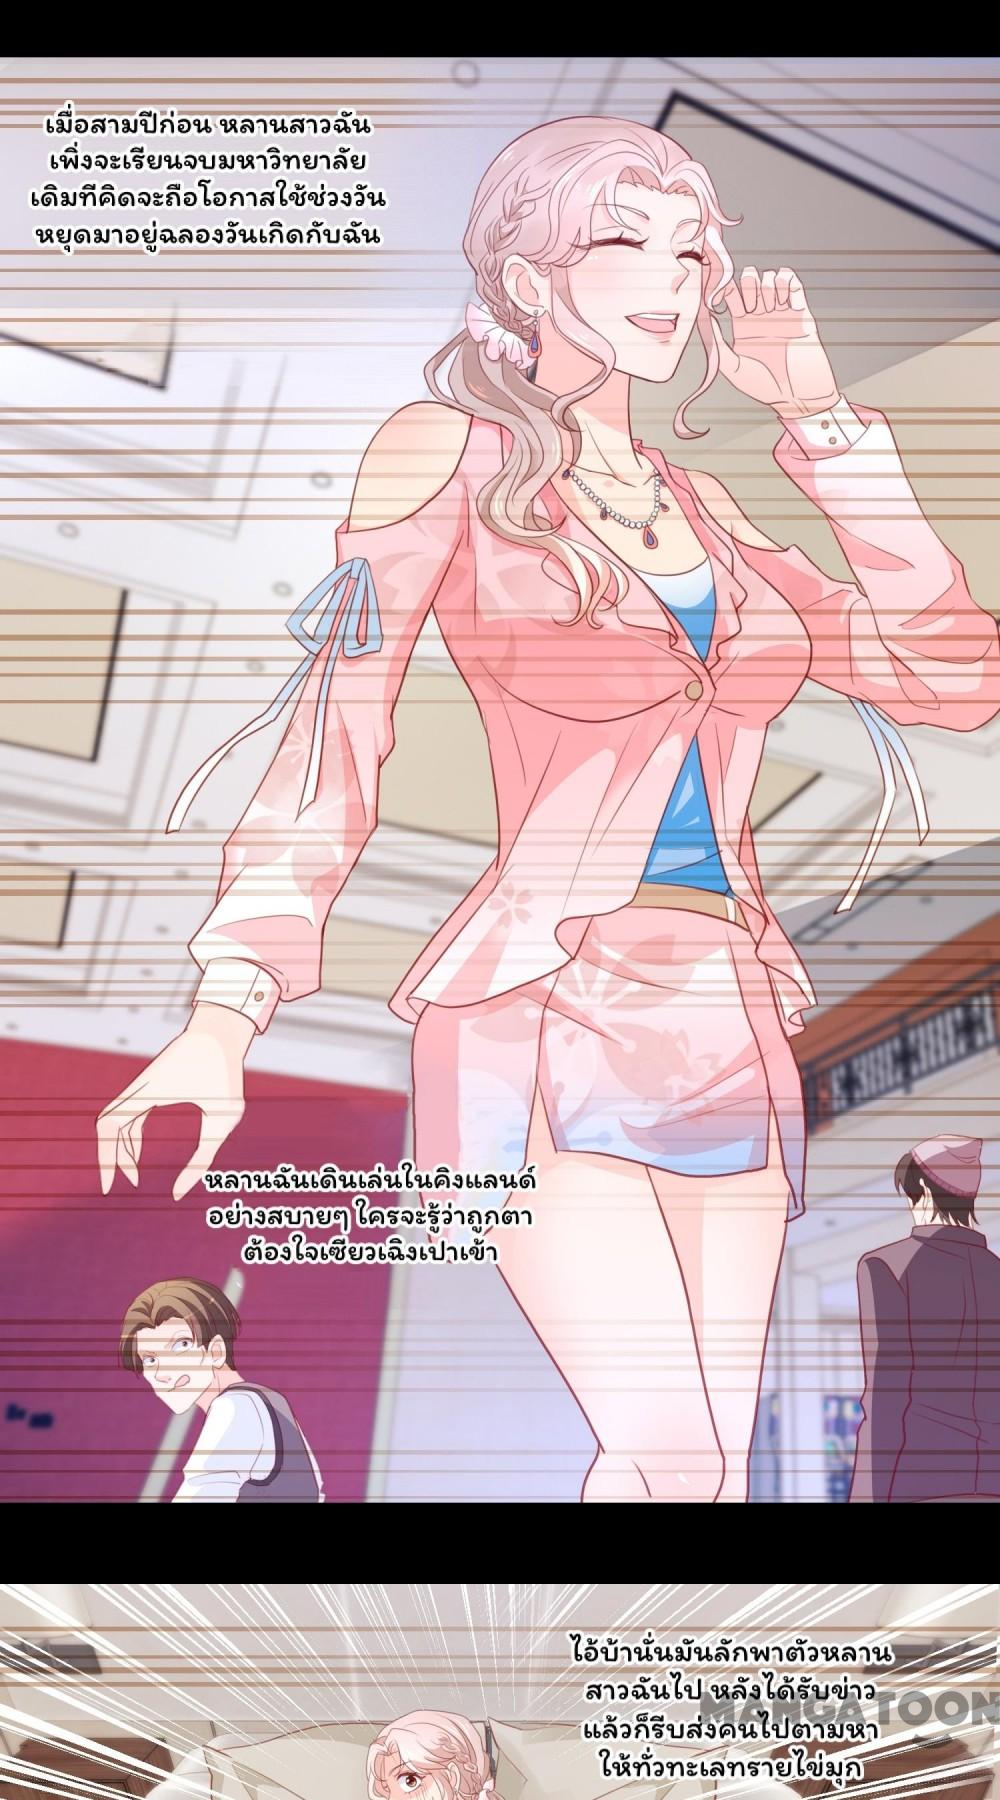 เมื่อสามปีก่อน หลานสาวฉัน
เพิ่งจะเรียนจบมหาวิทยาลัย
เดิมทีคิดจะถือโอกาสใช้ช่วงวัน
หยุดมาอยู่ฉลองวันเกิดกับฉัน
หลานฉันเดินเล่นในคิงแลนด์
อย่างสบายๆ ใครจะรู้ว่าถูกตา
ต้องใจเซียวเฉิงเปาเข้า
ไอ้บ้านั่นมันลักพาตัวหลาน
สาวฉันไป หลังได้รับข่าว
แล้วก็รีบส่งคนไปตามหา
ให้ทั่วทะเลทรายไข่มุก
MANGATOON